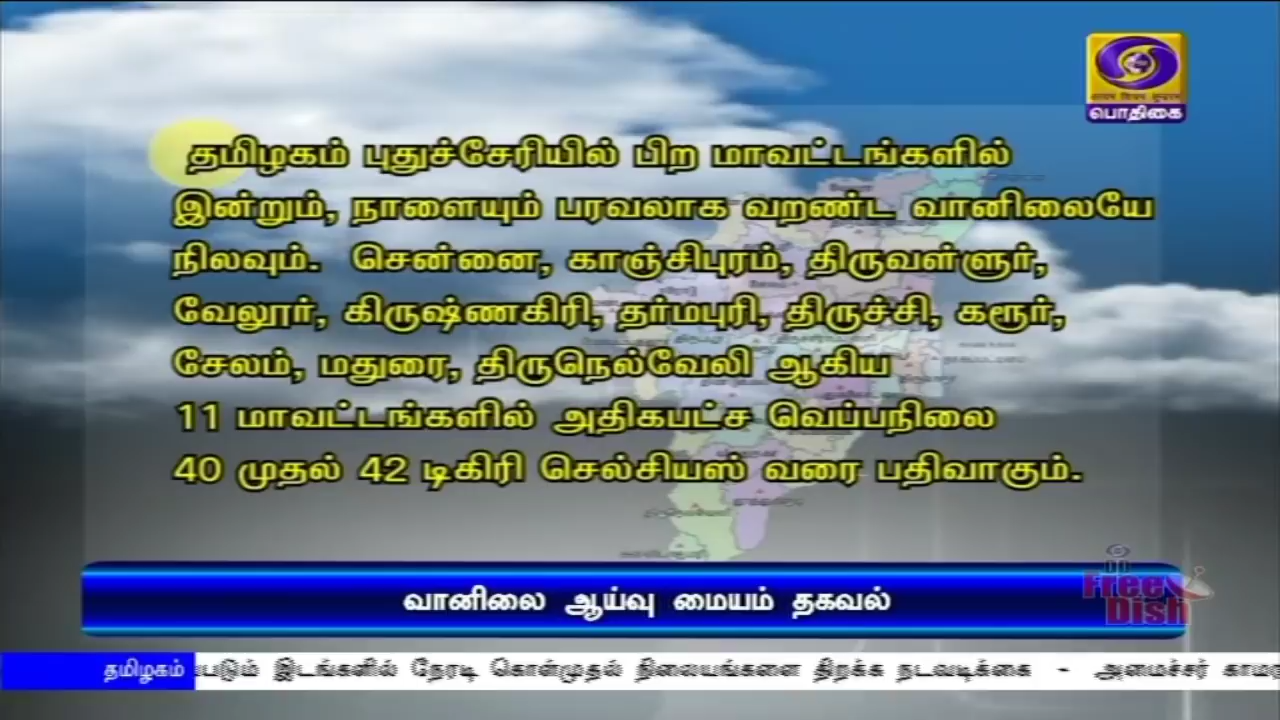 பொதிகை
தமிழகம் புதுச்சேரியில் பிற மாவட்டங்களில்
இன்றும், நாளையும் பரவலாக வறண்ட வானிலையே
நிலவும். சென்னை, காஞ்சிபுரம், திருவள்ளுர்,
வேலூர், கிருஷ்ணகிரி, தர்மபுரி, திருச்சி, கரூர்,
சேலம், மதுரை, திருநெல்வேலி ஆகிய
11 மாவட்டங்களில் அதிகபட்ச வெப்பநிலை
40 முதல் 42 டிகிரி செல்சியஸ் வரை பதிவாகும்.
வானிலை ஆய்வு மையம் தகவல்
DD
Free
Dish
தமிழகம் இடங்களில் நேரடி கொள்முதல் நிலையங்களை திறக்க நடவடிக்கை - அமைச்சர்